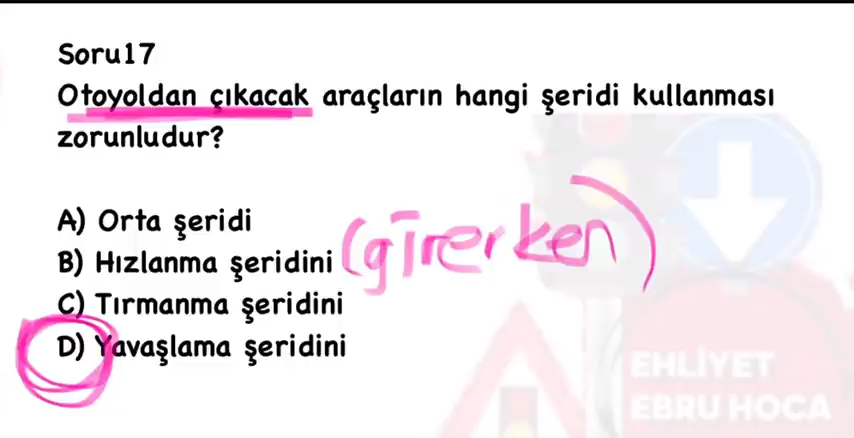 Soru17
Otoyoldan çıkacak araçların hangi şeridi kullanması
zorunludur?
A) Orta şeridi
B) Hızlanma şeridini (girerken)
C) Tırmanma şeridini
D) Yavaşlama şeridini
EHLİYET
EBRU HOCA